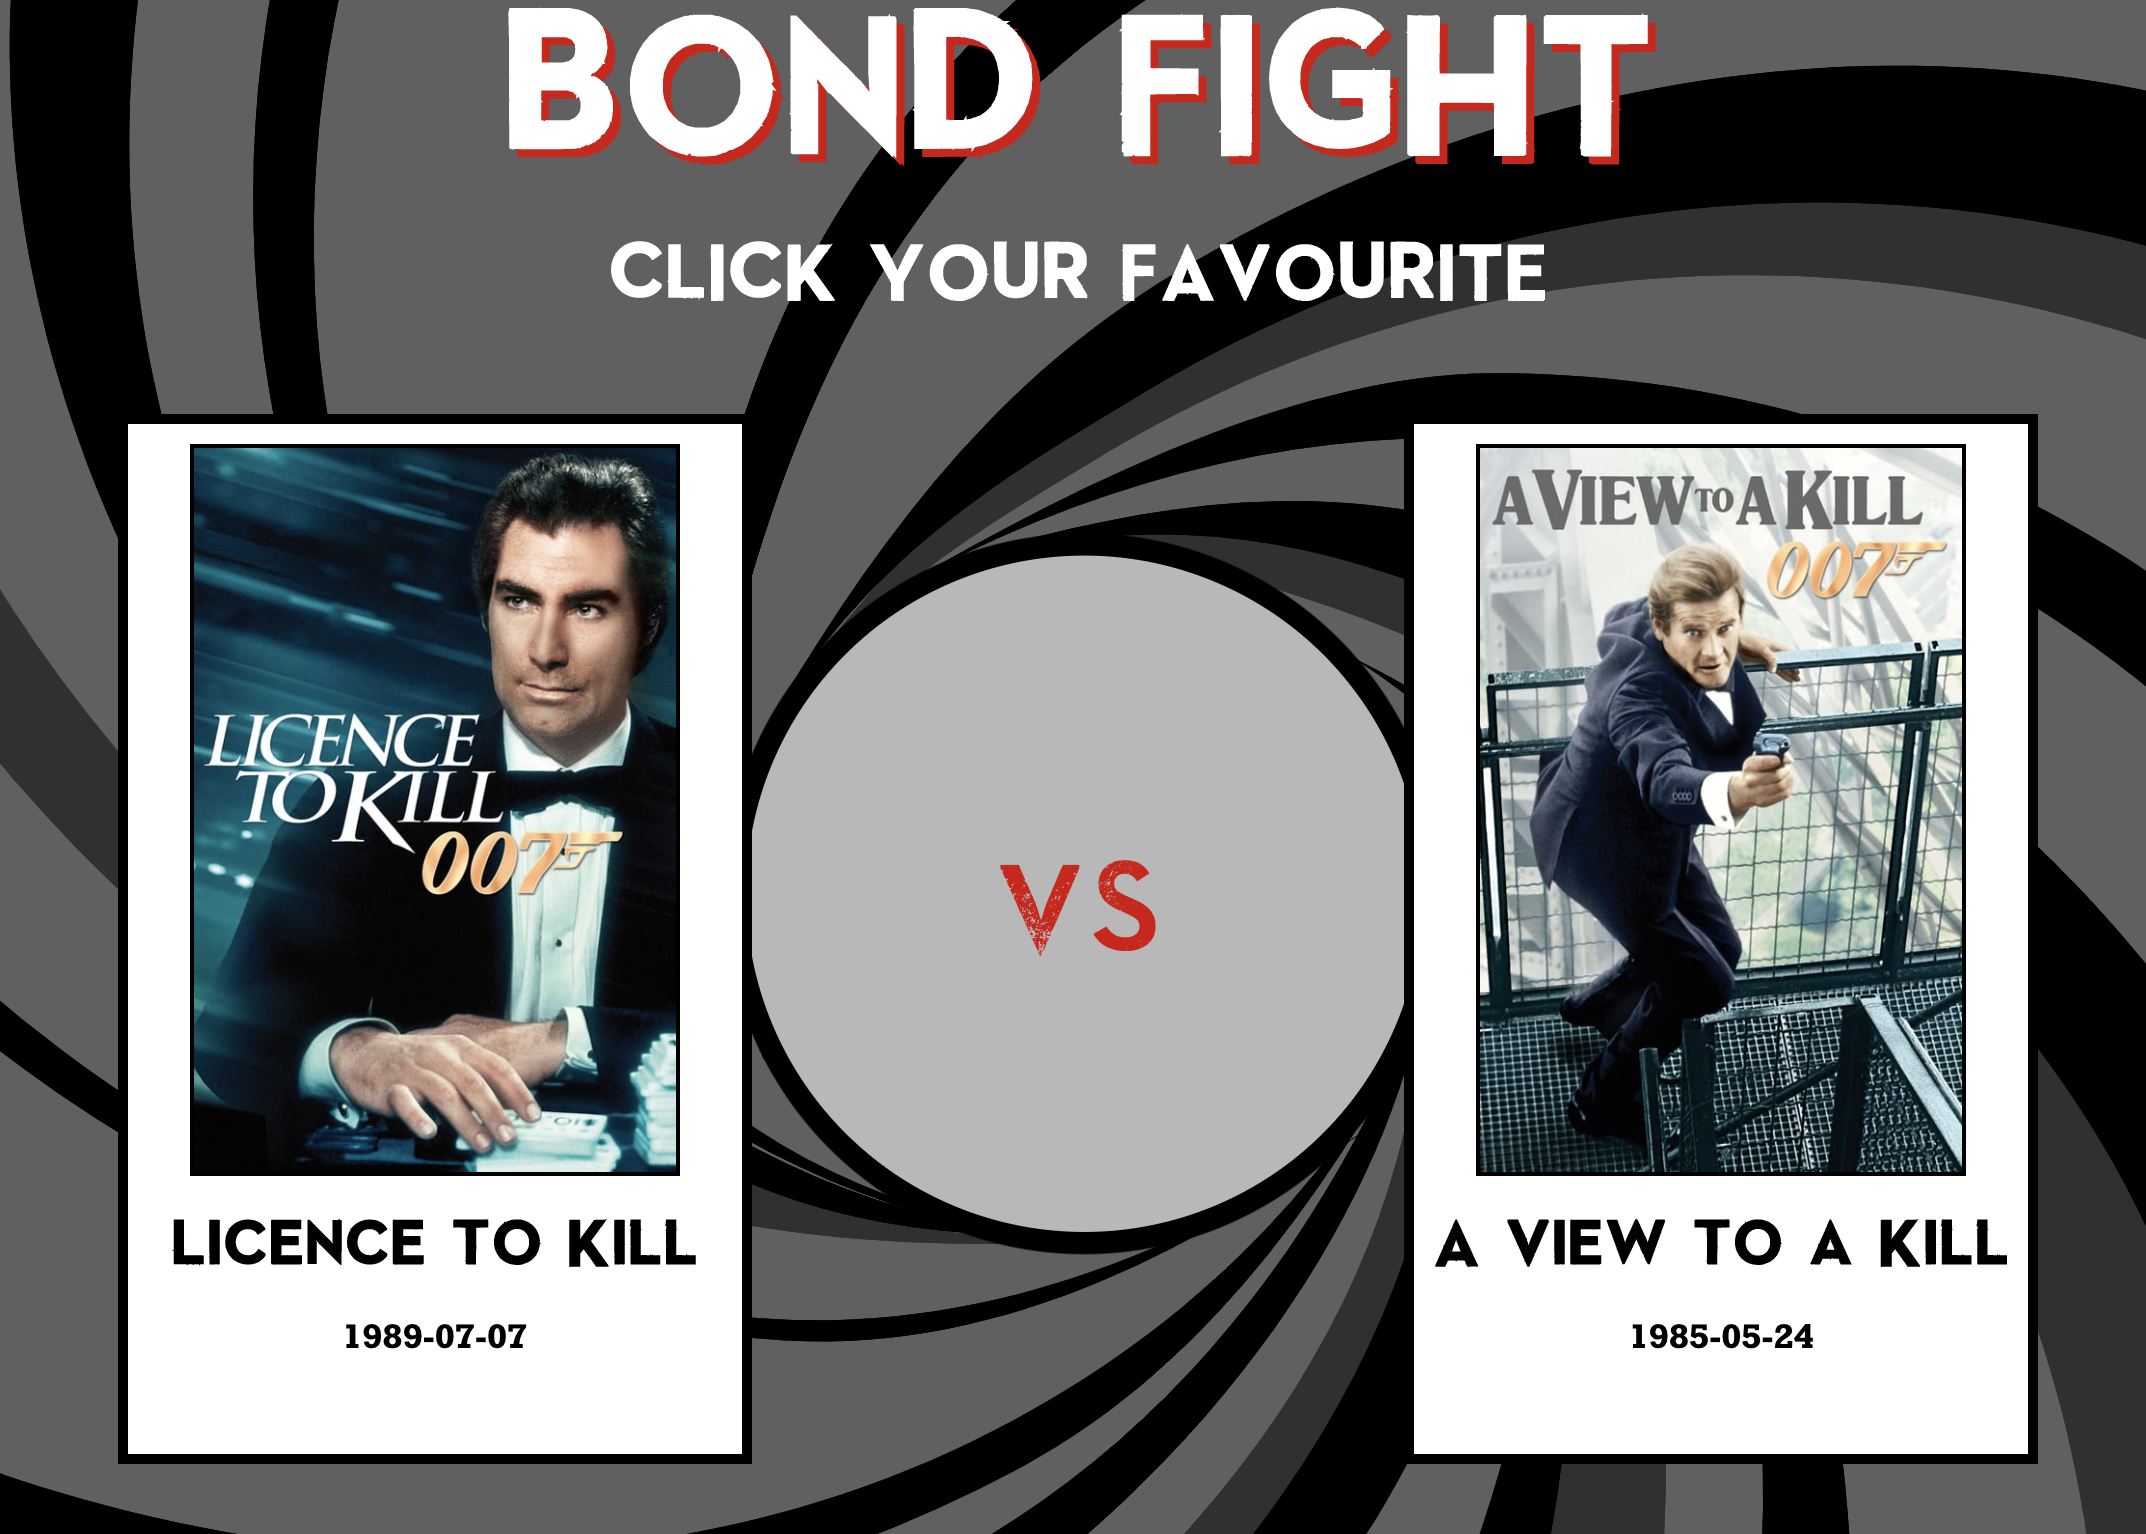 BOND FIGHT
CLICK YOUR FAVOURITE
LICENCE
TO KILL
007
VS
A VIEW TO A KILL
007
LICENCE TO KILL
1989-07-07
A VIEW TO A KILL
1985-05-24